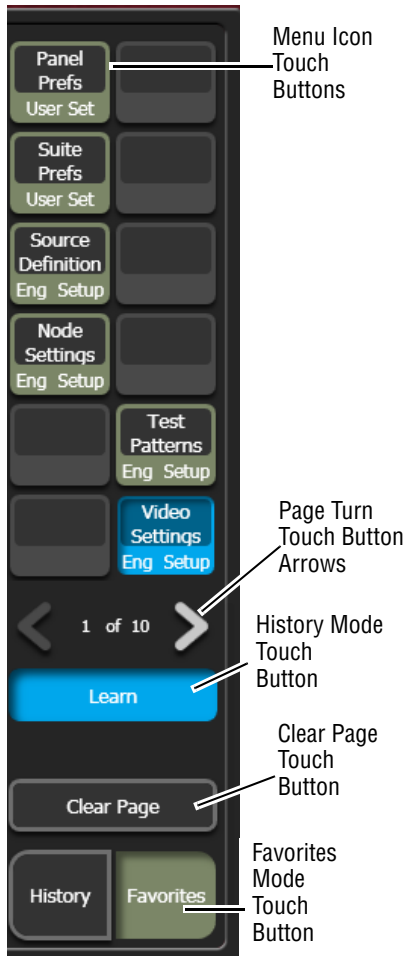 Panel
Prefs
User Set
Suite
Prefs
User Set
Source
Definition
Eng Setup
Node
Settings
Eng Setup
Test
Patterns
Eng Setup
Video
Settings
Eng Setup
1 of 10
Learn
Clear Page
History
Favorites
Menu Icon
Touch
Buttons
Page Turn
Touch Button
Arrows
History Mode
Touch
Button
Clear Page
Touch
Button
Favorites
Mode
Touch
Button